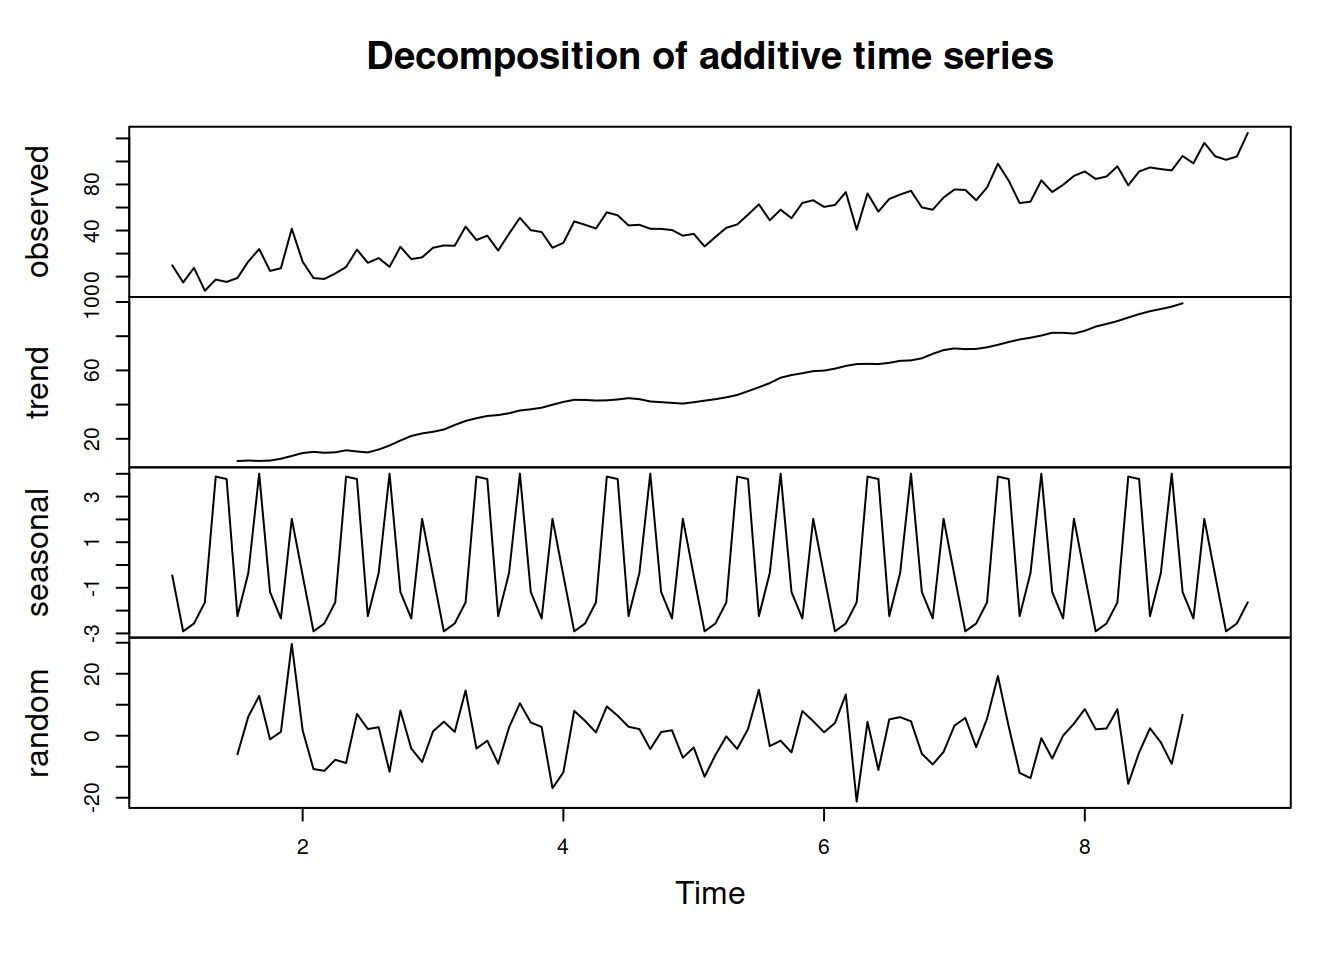 Decomposition of additive time series
observed
0 40 80
trend
20 60 100
seasonal
-3 -1 1 3
random
-20 0 20
2 4 6 8
Time